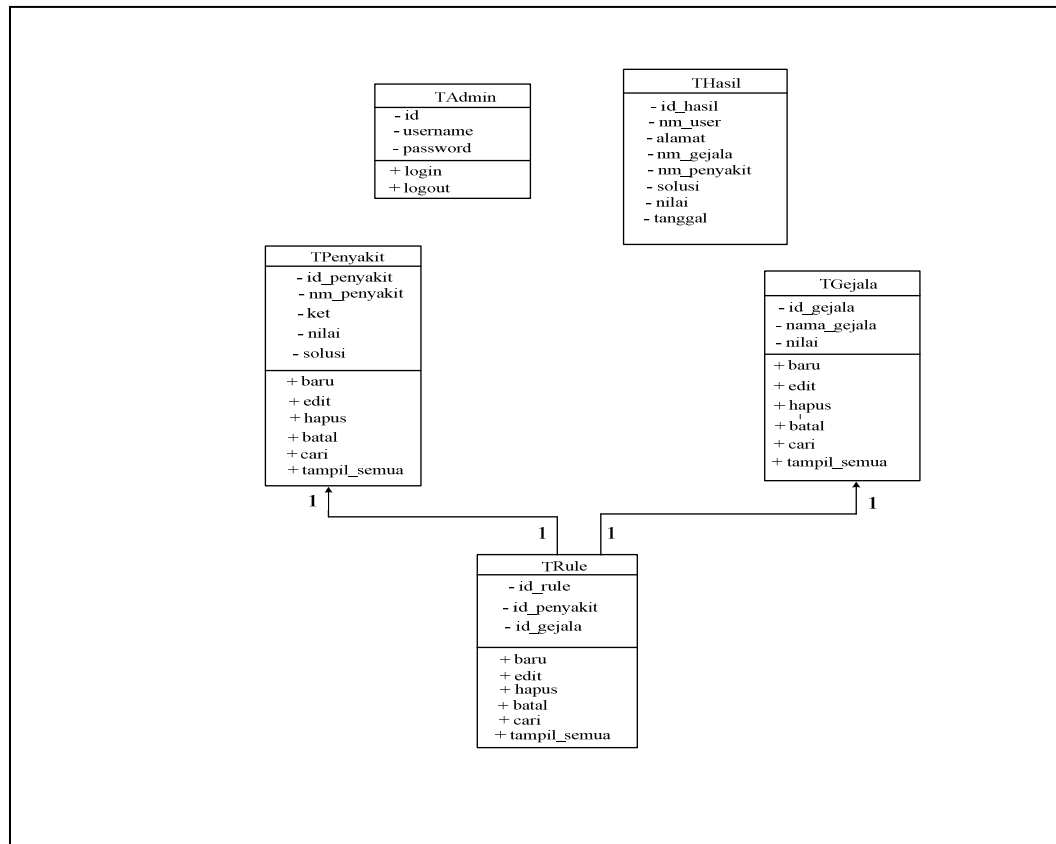 TAdmin
- id
- username
- password
+ login
+ logout
THasil
- id_hasil
- nm_user
- alamat
- nm_gejala
- nm_penyakit
- solusi
- nilai
- tanggal
TPenyakit
- id_penyakit
- nm_penyakit
- ket
- nilai
- solusi
+ baru
+ edit
+ hapus
+ batal
+ cari
+ tampil_semua
TGejala
- id_gejala
- nama_gejala
- nilai
+ baru
+ edit
+ hapus
+ batal
+ cari
+ tampil_semua
1
1
1
1
TRule
- id_rule
- id_penyakit
- id_gejala
+ baru
+ edit
+ hapus
+ batal
+ cari
+ tampil_semua